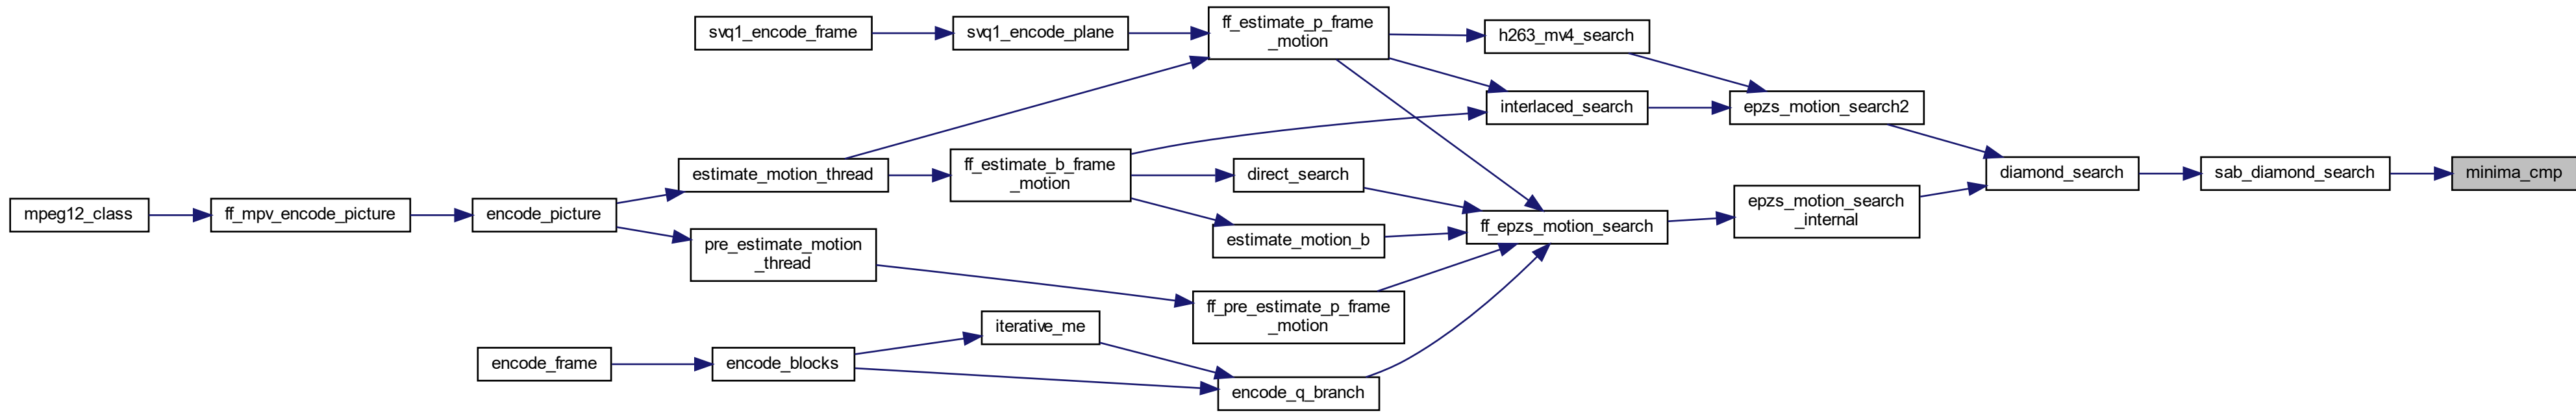 svq1_encode_frame
svq1_encode_plane
ff_estimate_p_frame
_motion
h263_mv4_search
interlaced_search
epzs_motion_search2
estimate_motion_thread
ff_estimate_b_frame
_motion
direct_search
diamond_search
sab_diamond_search
minima_cmp
mpeg12_class
ff_mpv_encode_picture
encode_picture
epzs_motion_search
_internal
pre_estimate_motion
_thread
estimate_motion_b
ff_epzs_motion_search
ff_pre_estimate_p_frame
_motion
iterative_me
encode_frame
encode_blocks
encode_q_branch